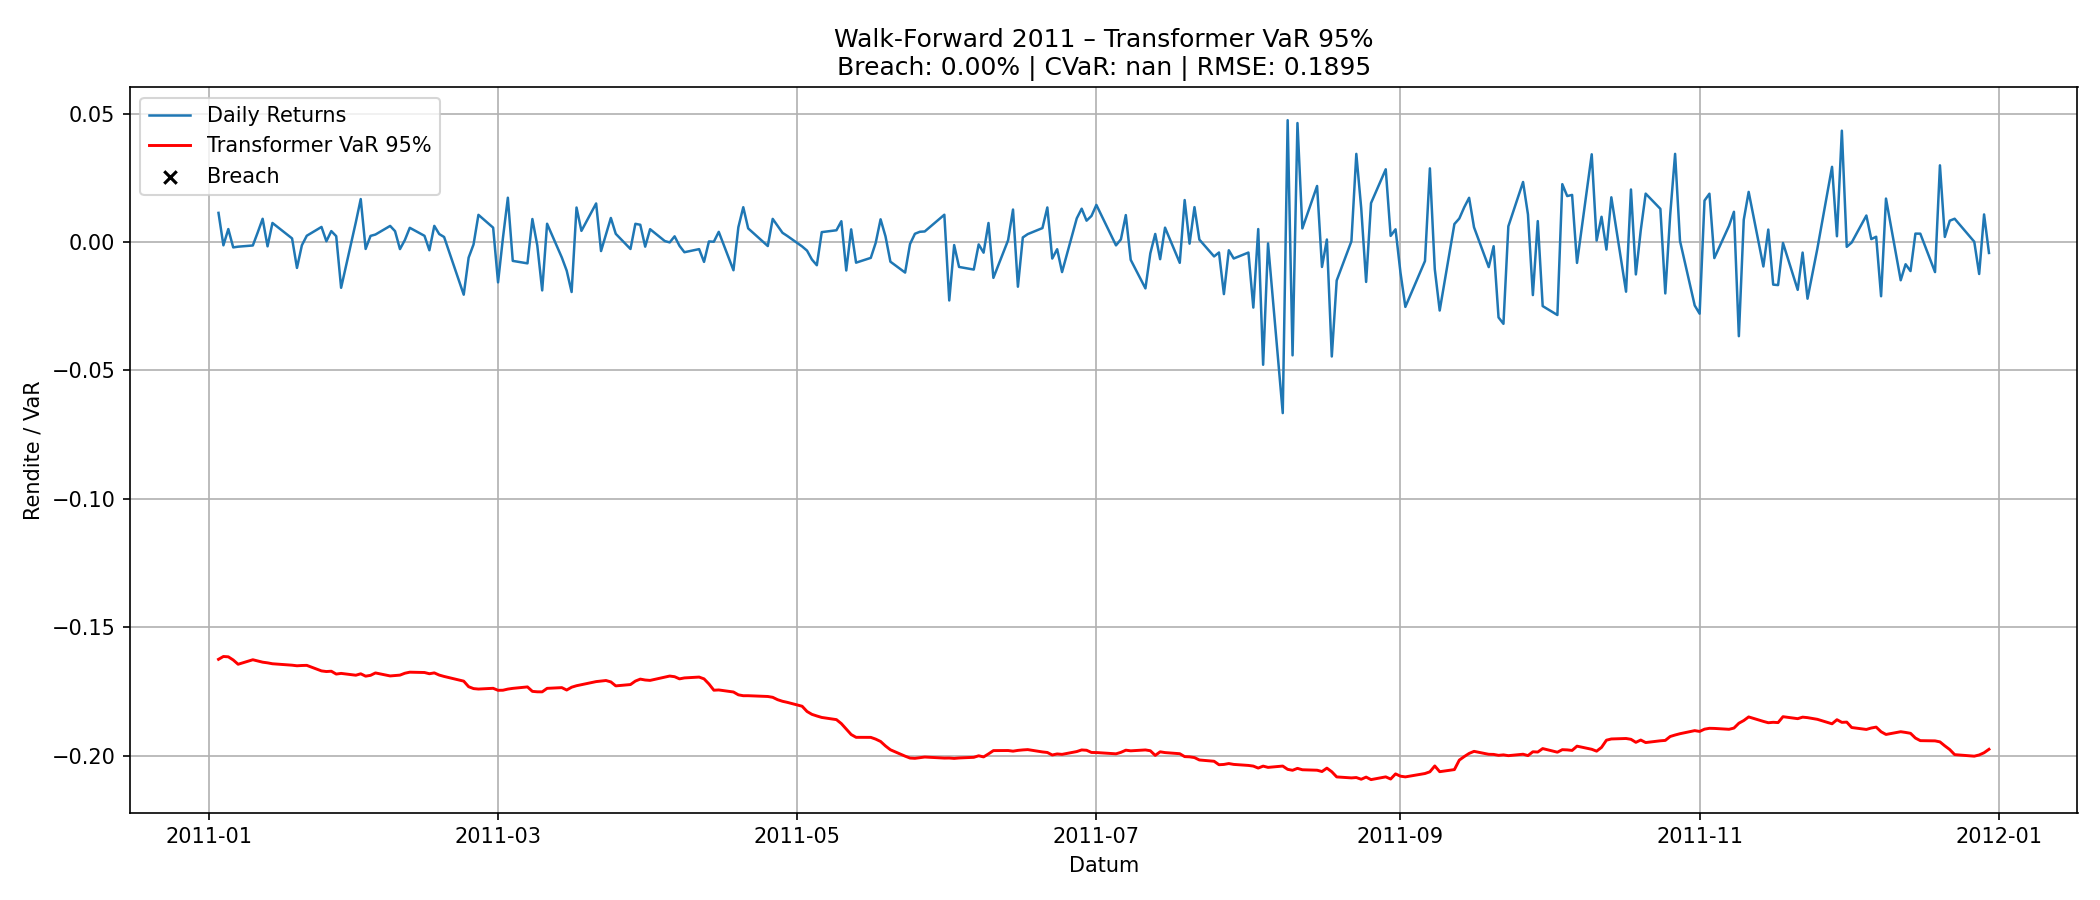 Walk-Forward 2011 – Transformer VaR 95%
Breach: 0.00% | CVaR: nan | RMSE: 0.1895
Daily Returns
Transformer VaR 95%
Breach
Rendite / VaR
0.05
0.00
−0.05
−0.10
−0.15
−0.20
2011-01
2011-03
2011-05
2011-07
2011-09
2011-11
2012-01
Datum